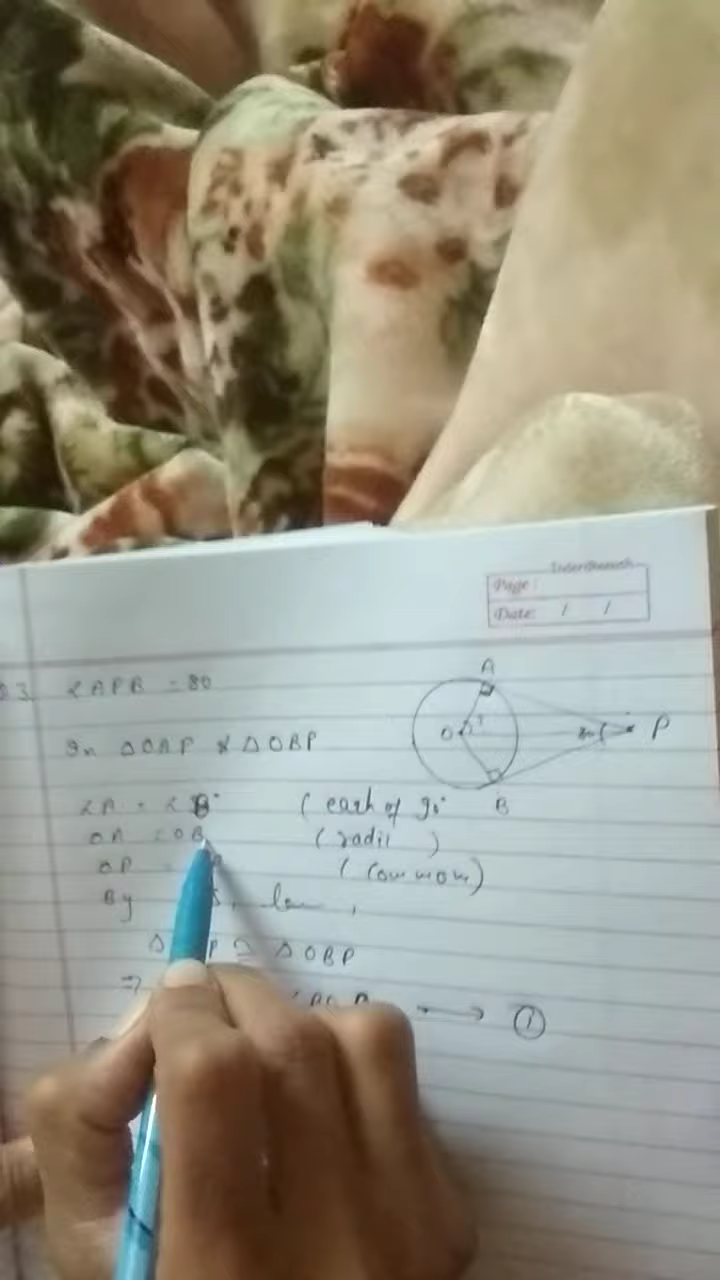 Page:
Date: / /
Q3. ∠APB = 80
In △OAP & △OBP
∠A = ∠B (each of 90°
OA = OB (radii)
OP = (common)
By law,
△ P ≅ △OBP
⇒ → ①
A
O
P
B